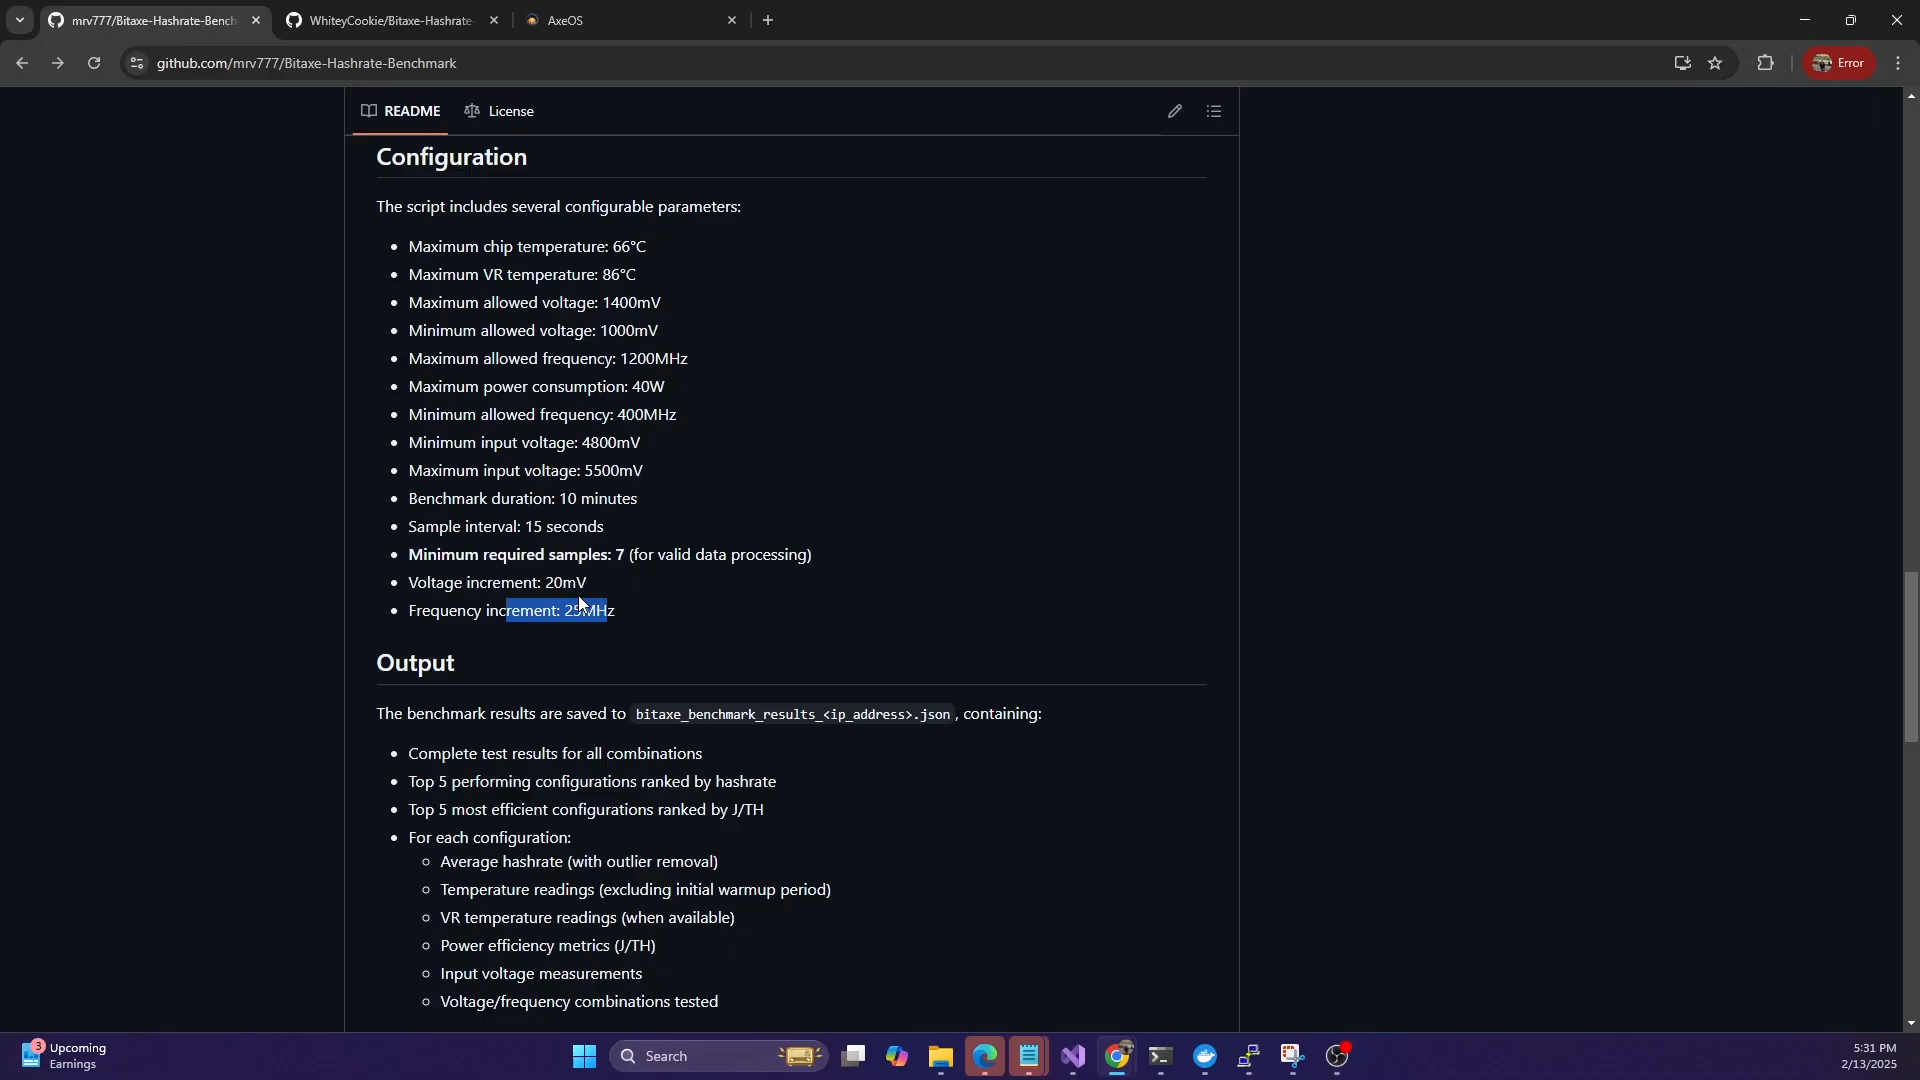 mrv777/Bitaxe-Hashrate-Bench
WhiteyCookie/Bitaxe-Hashrate-
AxeOS
github.com/mrv777/Bitaxe-Hashrate-Benchmark
Error
README
License
Configuration
The script includes several configurable parameters:
Maximum chip temperature: 66°C
Maximum VR temperature: 86°C
Maximum allowed voltage: 1400mV
Minimum allowed voltage: 1000mV
Maximum allowed frequency: 1200MHz
Maximum power consumption: 40W
Minimum allowed frequency: 400MHz
Minimum input voltage: 4800mV
Maximum input voltage: 5500mV
Benchmark duration: 10 minutes
Sample interval: 15 seconds
Minimum required samples: 7 (for valid data processing)
Voltage increment: 20mV
Frequency increment: 25MHz
Output
The benchmark results are saved to bitaxe_benchmark_results_<ip_address>.json, containing:
Complete test results for all combinations
Top 5 performing configurations ranked by hashrate
Top 5 most efficient configurations ranked by J/TH
For each configuration:
Average hashrate (with outlier removal)
Temperature readings (excluding initial warmup period)
VR temperature readings (when available)
Power efficiency metrics (J/TH)
Input voltage measurements
Voltage/frequency combinations tested
3
Upcoming
Earnings
Search
5:31 PM
2/13/2025